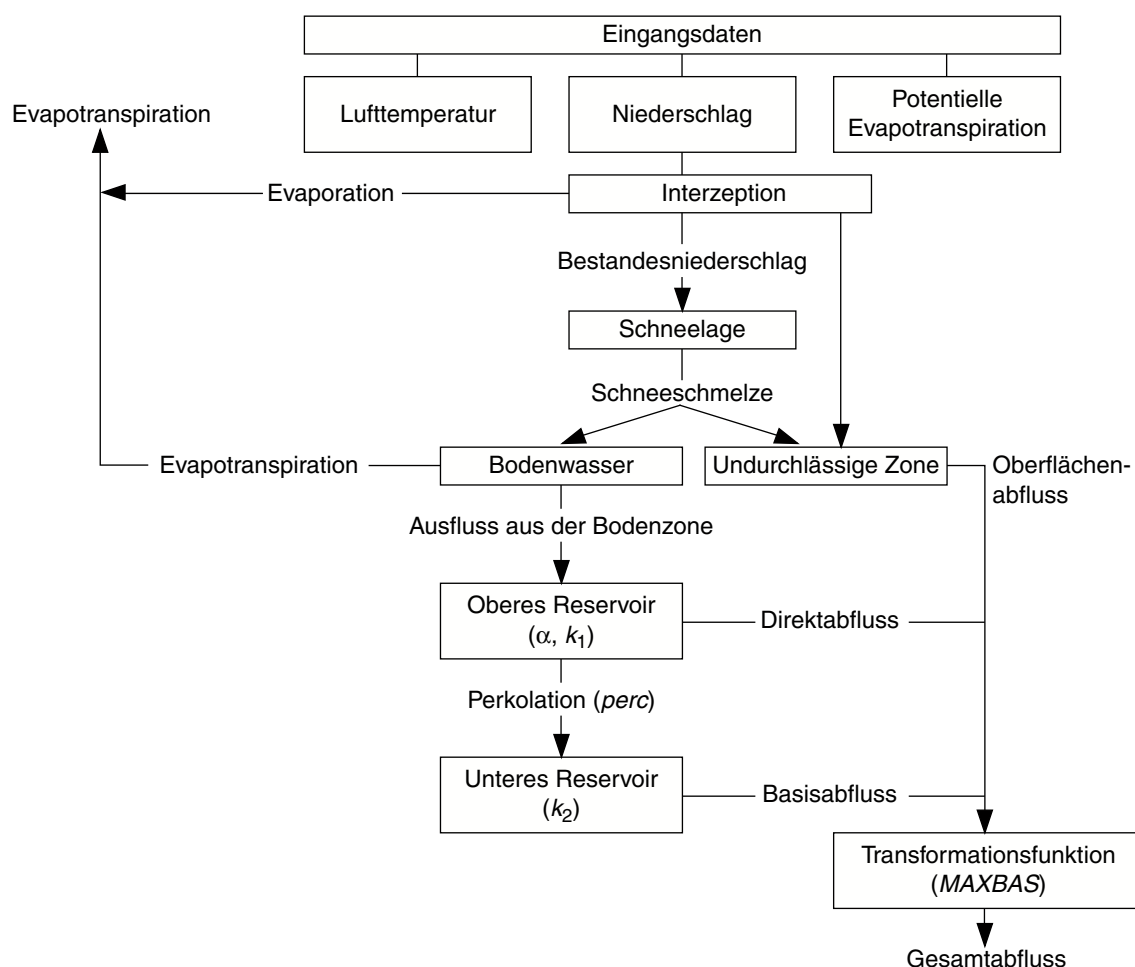 Eingangsdaten
Lufttemperatur
Niederschlag
Potentielle
Evapotranspiration
Evapotranspiration
Evaporation
Interzeption
Bestandesniederschlag
Schneelage
Schneeschmelze
Evapotranspiration
Bodenwasser
Undurchlässige Zone
Oberflächen-
abfluss
Ausfluss aus der Bodenzone
Oberes Reservoir
(α, k₁)
Direktabfluss
Perkolation (perc)
Unteres Reservoir
(k₂)
Basisabfluss
Transformationsfunktion
(MAXBAS)
Gesamtabfluss